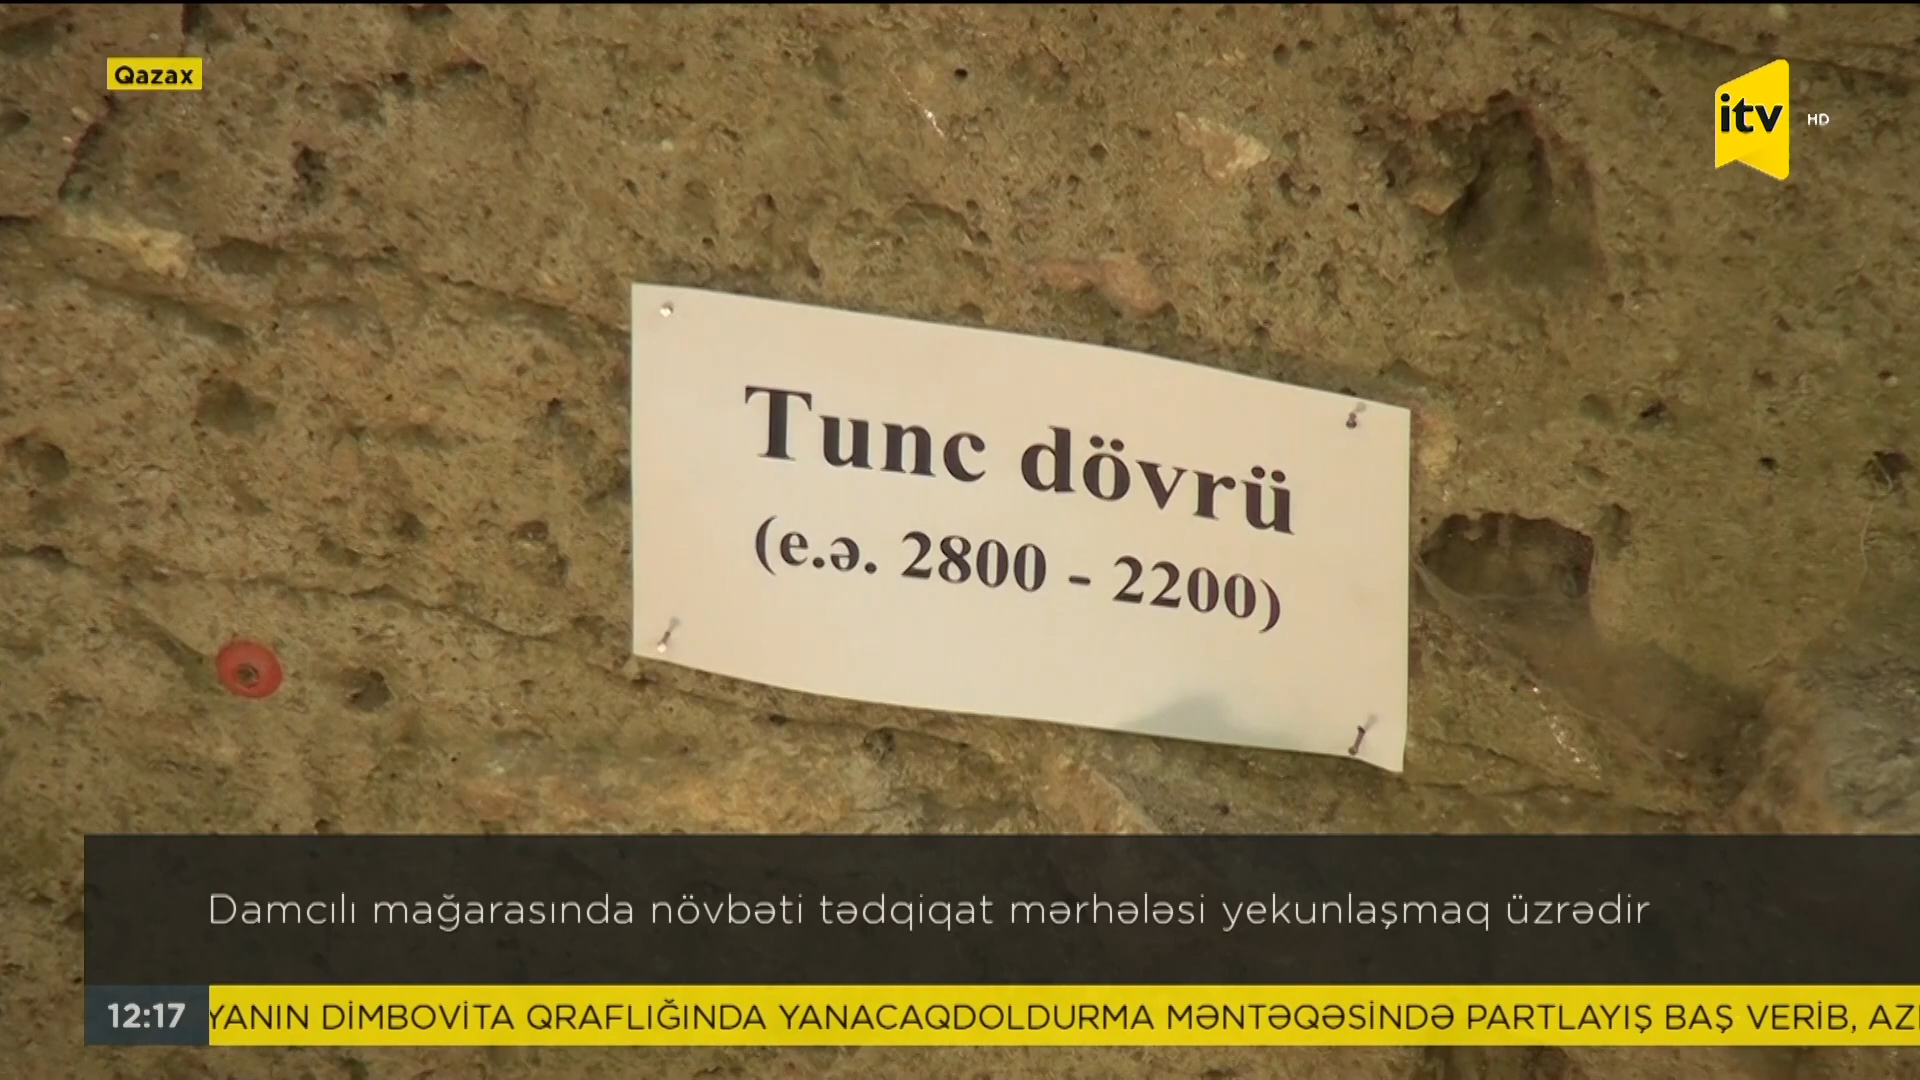 Qazax
itv HD
Tunc dövrü
(e.ə. 2800 - 2200)
Damcılı mağarasında növbəti tədqiqat mərhələsi yekunlaşmaq üzrədir
12:17
YANIN DİMBOVİTA QRAFLIĞINDA YANACAQDOLDURMA MƏNTƏQƏSİNDƏ PARTLAYIŞ BAŞ VERİB,